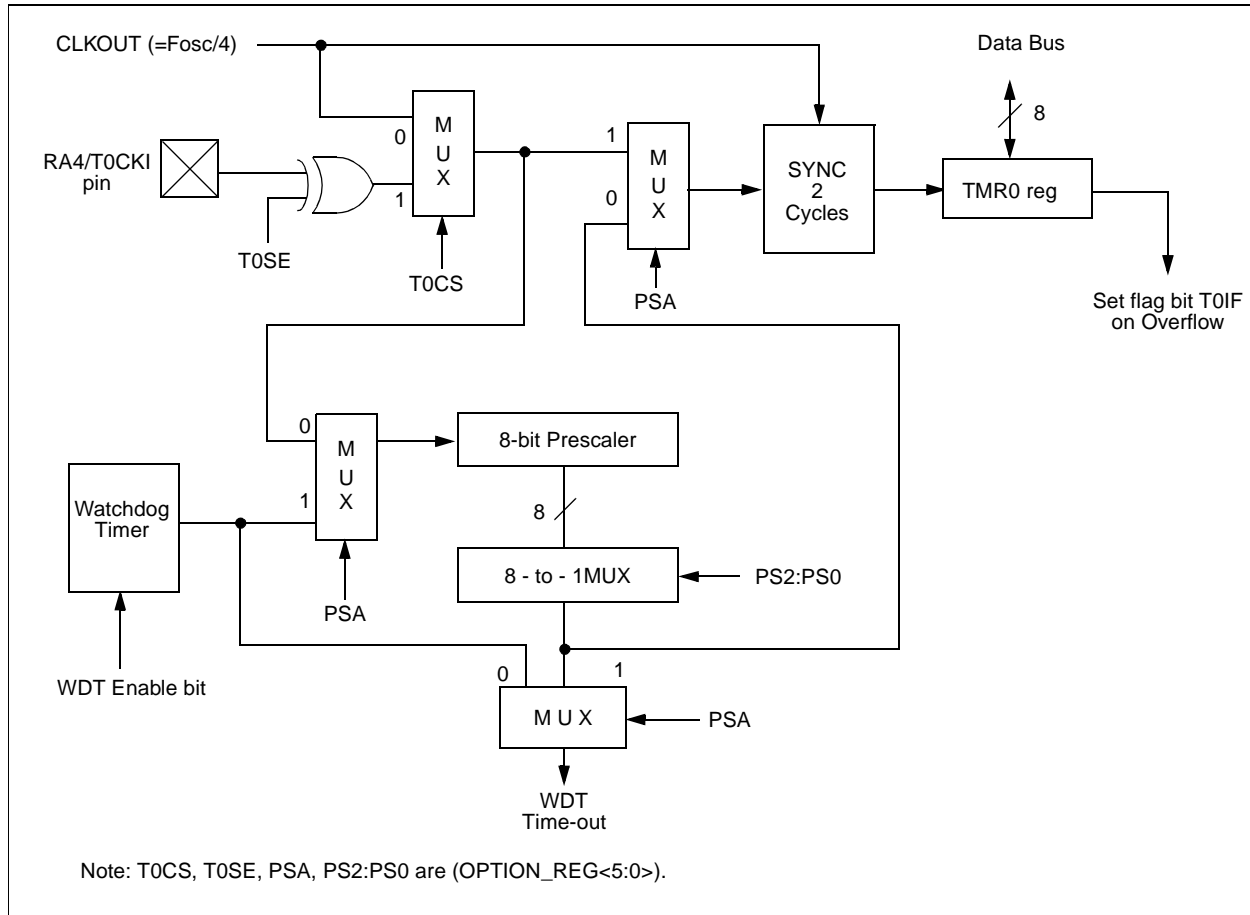 CLKOUT (=Fosc/4)
Data Bus
8
M
U
X
0
1
RA4/T0CKI
pin
T0SE
T0CS
1
0
M
U
X
PSA
SYNC
2
Cycles
TMR0 reg
Set flag bit T0IF
on Overflow
0
1
M
U
X
8-bit Prescaler
Watchdog
Timer
8
8 - to - 1MUX
PS2:PS0
PSA
WDT Enable bit
0
1
M U X
PSA
WDT
Time-out
Note: T0CS, T0SE, PSA, PS2:PS0 are (OPTION_REG<5:0>).